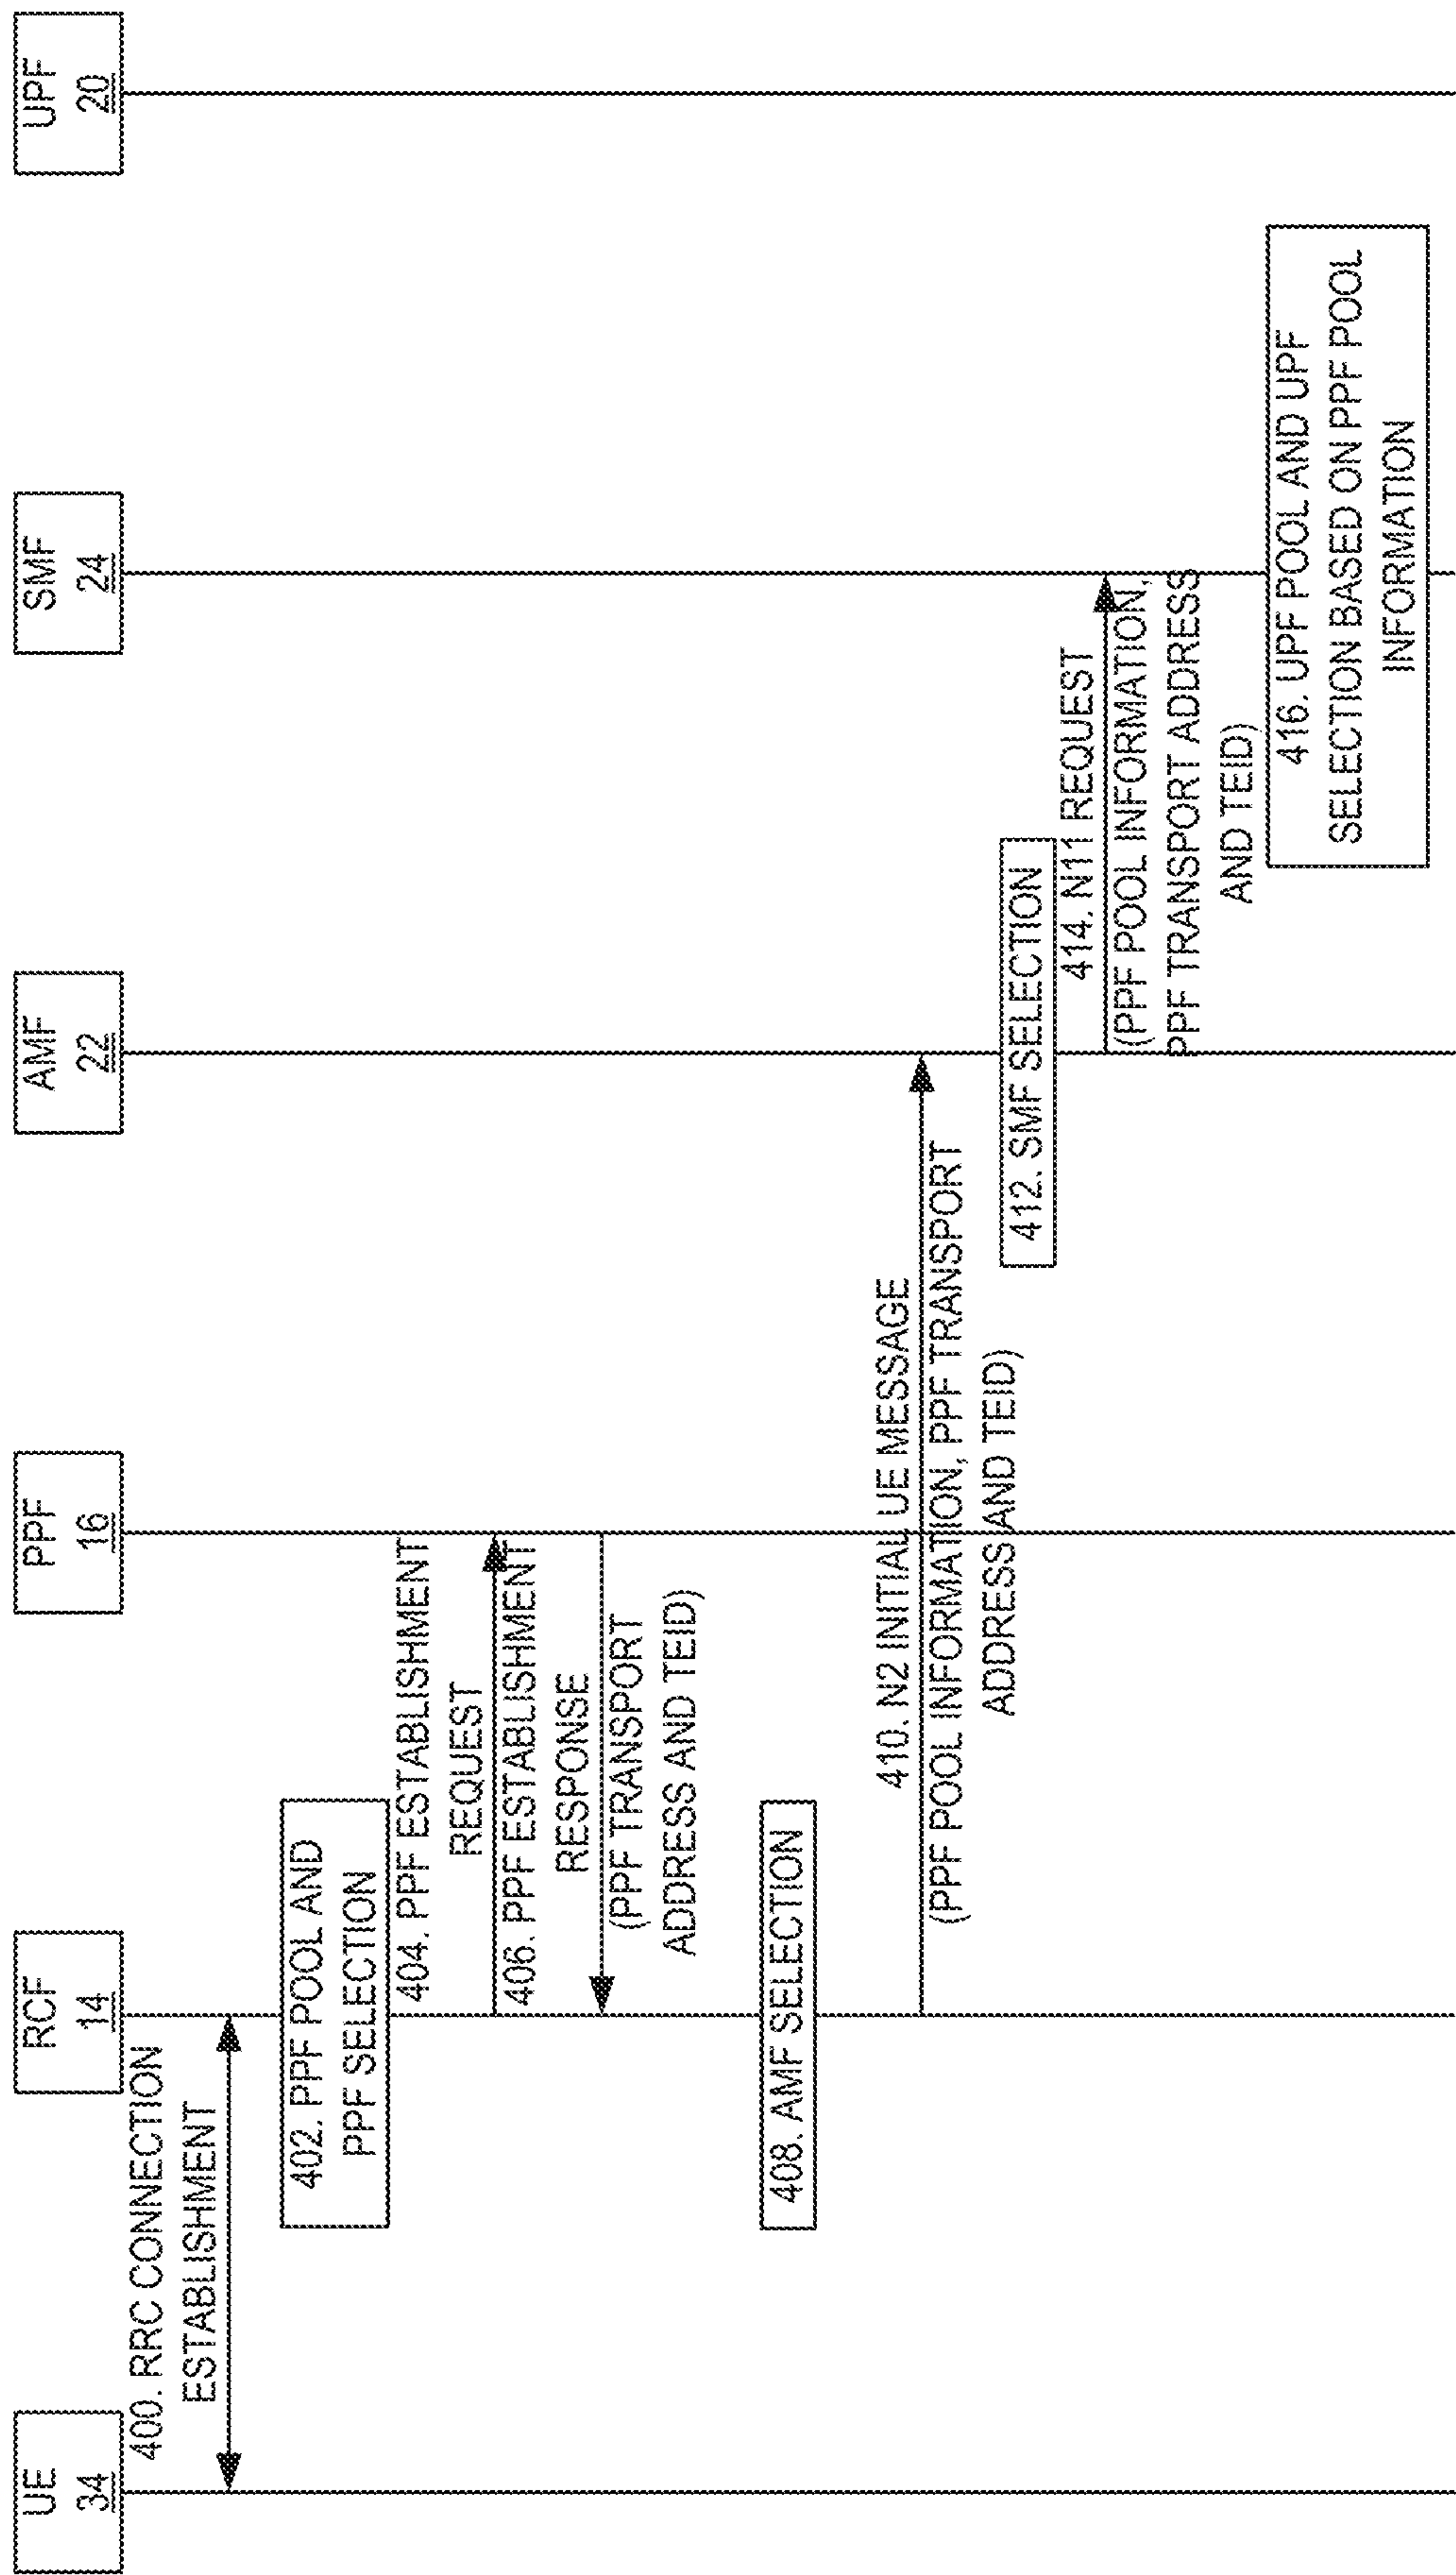 UE
34
RCF
14
PPF
16
AMF
22
SMF
24
UPF
20
400. RRC CONNECTION
ESTABLISHMENT
402. PPF POOL AND
PPF SELECTION
404. PPF ESTABLISHMENT
REQUEST
406. PPF ESTABLISHMENT
RESPONSE
(PPF TRANSPORT
ADDRESS AND TEID)
408. AMF SELECTION
410. N2 INITIAL UE MESSAGE
(PPF POOL INFORMATION, PPF TRANSPORT
ADDRESS AND TEID)
412. SMF SELECTION
414. N11 REQUEST
(PPF POOL INFORMATION,
PPF TRANSPORT ADDRESS
AND TEID)
416. UPF POOL AND UPF
SELECTION BASED ON PPF POOL
INFORMATION